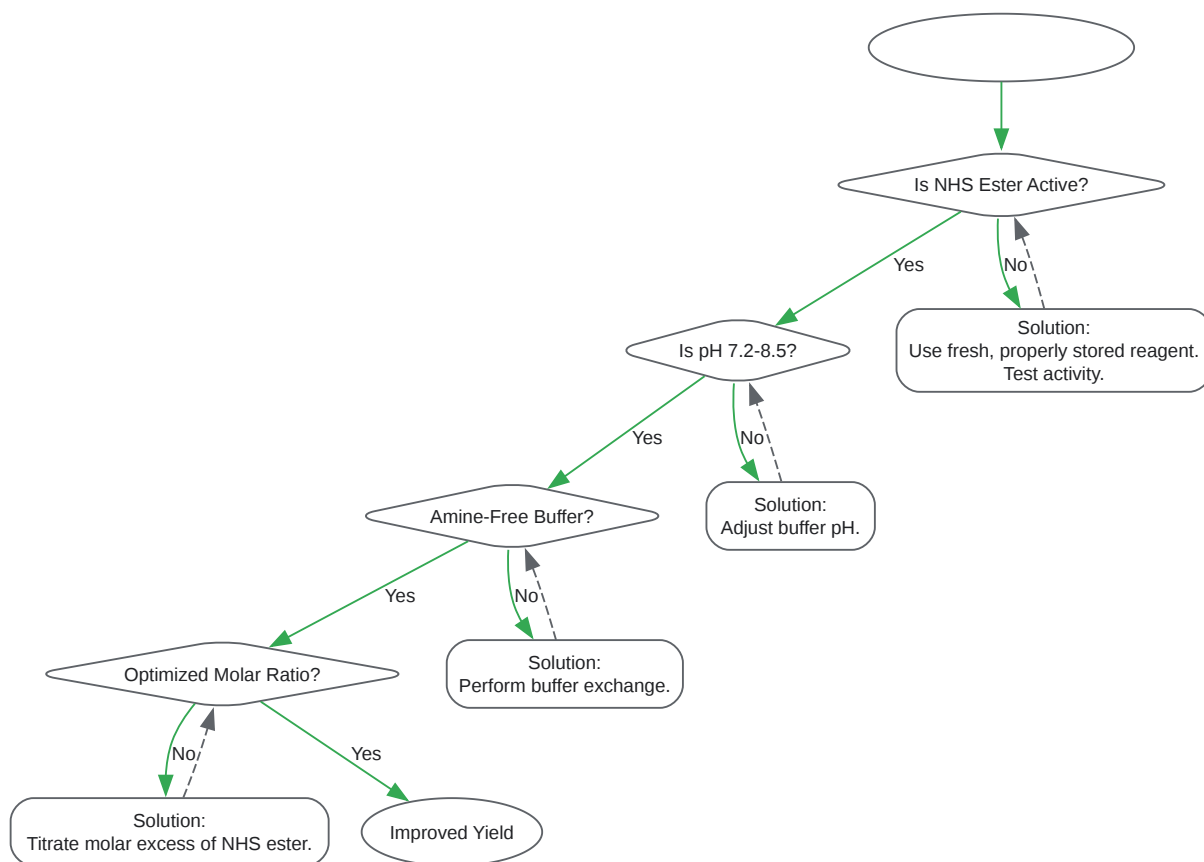 Is NHS Ester Active?
Yes
No
Solution:
Use fresh, properly stored reagent.
Test activity.
Is pH 7.2-8.5?
Yes
No
Solution:
Adjust buffer pH.
Amine-Free Buffer?
Yes
No
Solution:
Perform buffer exchange.
Optimized Molar Ratio?
No
Yes
Solution:
Titrate molar excess of NHS ester.
Improved Yield